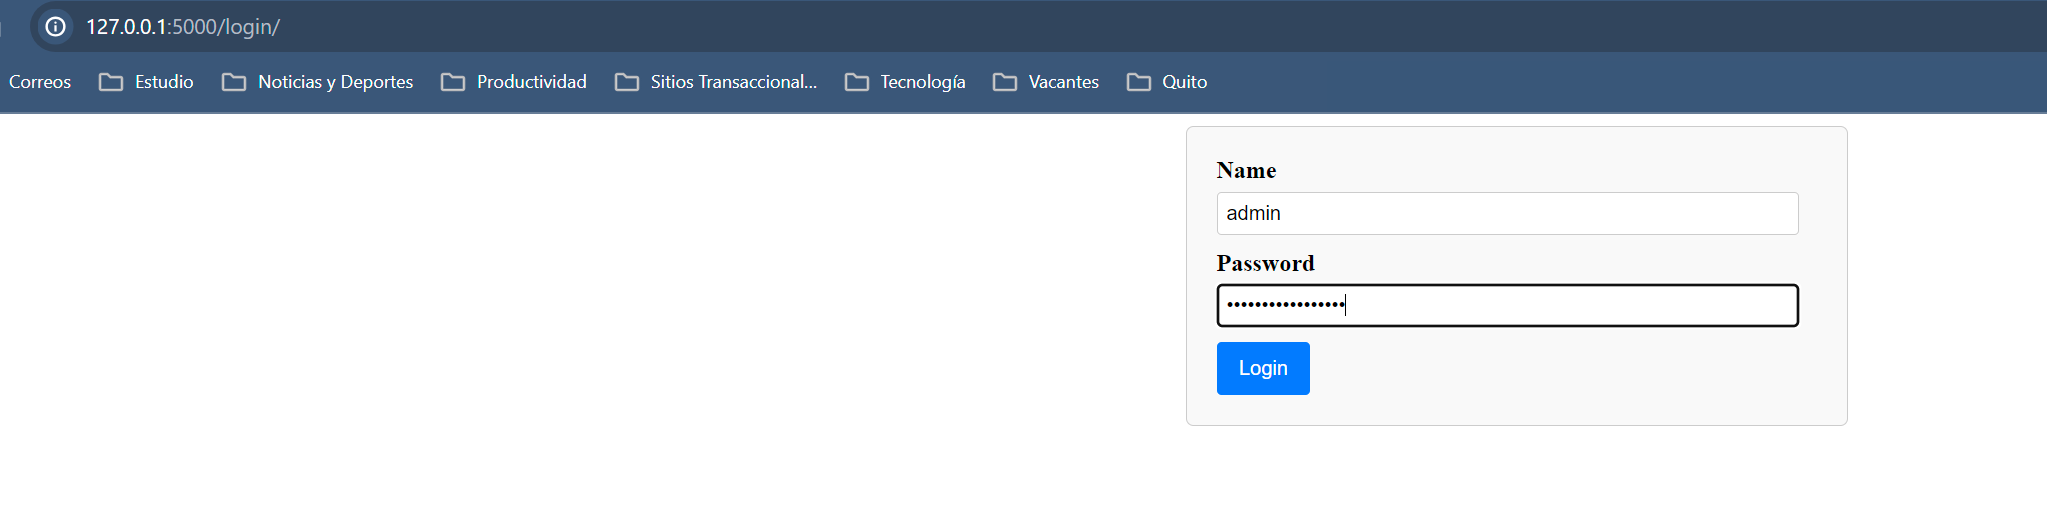 127.0.0.1:5000/login/
Correos Estudio Noticias y Deportes Productividad Sitios Transaccional... Tecnología Vacantes Quito
Name
admin
Password
•••••••••••••••••
Login